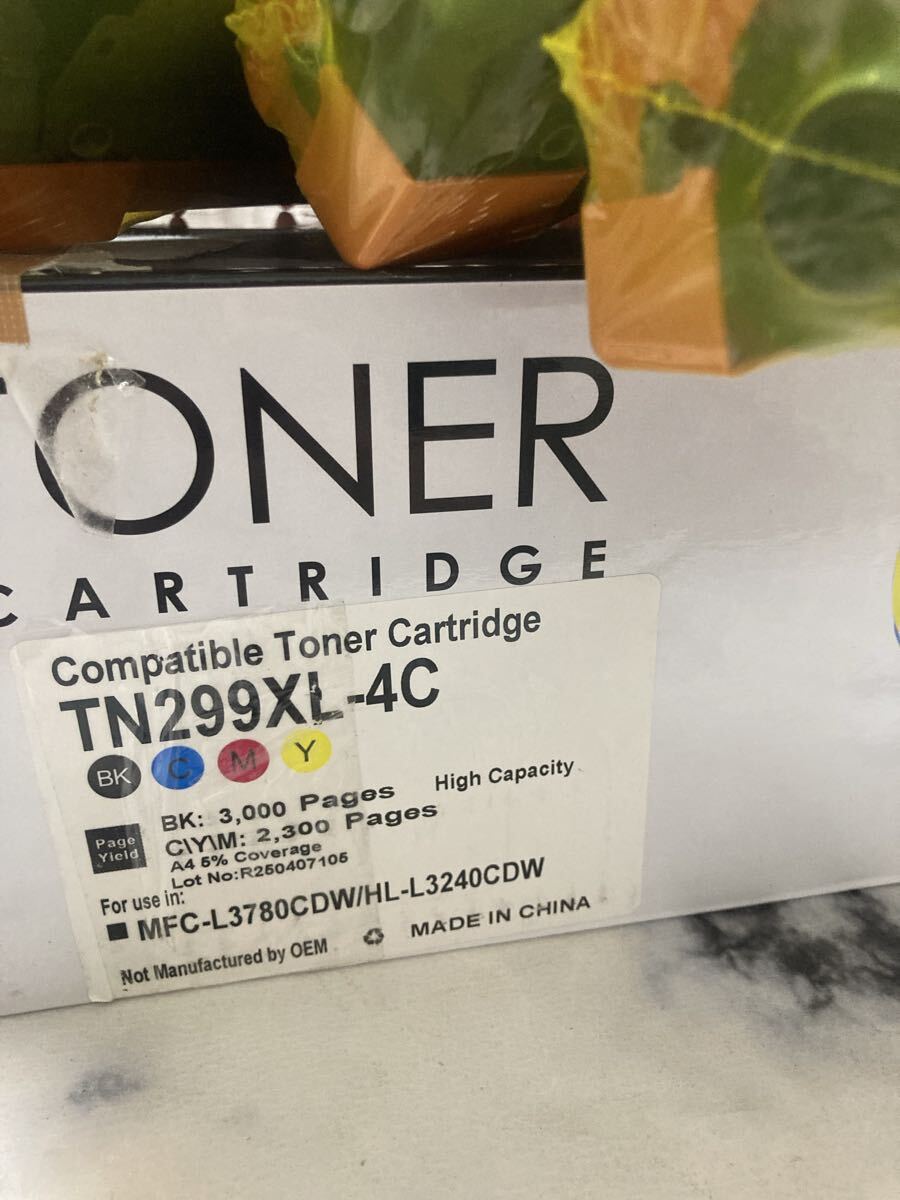 TONER
CARTRIDGE
Compatible Toner Cartridge
TN299XL-4C
BK C M Y
High Capacity
Page Yield
BK: 3,000 Pages
C\Y\M: 2,300 Pages
A4 5% Coverage
Lot No:R250407105
For use in:
■ MFC-L3780CDW/HL-L3240CDW
Not Manufactured by OEM
MADE IN CHINA